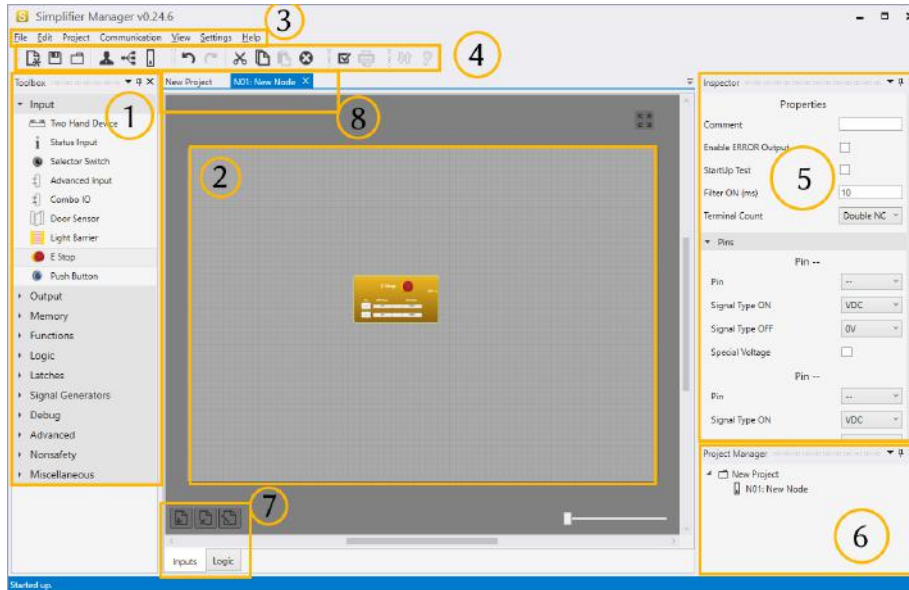 Simplifier Manager v0.24.6
3
File Edit Project Communication View Settings Help
4
Toolbox
New Project N01: New Node X
Inspector
Input
1
8
Properties
Two Hand Device
Comment
Status Input
Enable ERROR Output
Selector Switch
2
StartUp Test
5
Advanced Input
Filter ON (ms) 10
Combo IO
Terminal Count Double NC
Door Sensor
Light Barrier
Pins
E Stop
Pin --
Push Button
Pin --
Output
E Stop
Signal Type ON VDC
Memory
Signal Type OFF 0V
Functions
Special Voltage
Logic
Pin --
Latches
Pin --
Signal Generators
Signal Type ON VDC
Debug
Advanced
Nonsafety
Project Manager
Miscellaneous
New Project
N01: New Node
7
6
Inputs Logic
Started up.